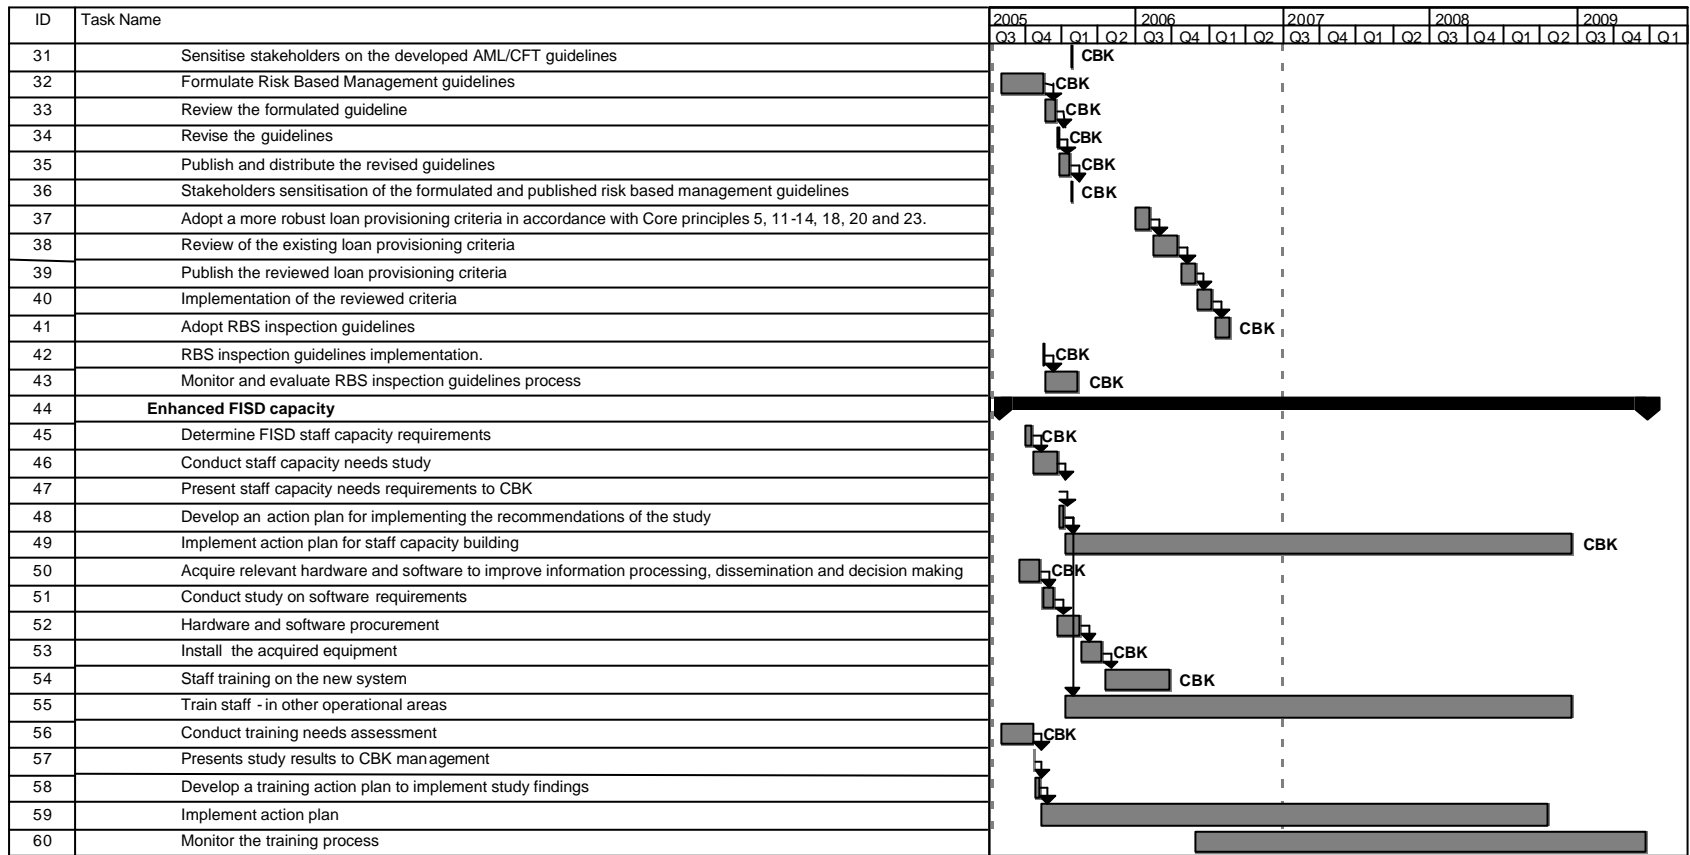 ID Task Name 2005 2006 2007 2008 2009
Q3 Q4 Q1 Q2 Q3 Q4 Q1 Q2 Q3 Q4 Q1 Q2 Q3 Q4 Q1 Q2 Q3 Q4 Q1
31 Sensitise stakeholders on the developed AML/CFT guidelines CBK
32 Formulate Risk Based Management guidelines CBK
33 Review the formulated guideline CBK
34 Revise the guidelines CBK
35 Publish and distribute the revised guidelines CBK
36 Stakeholders sensitisation of the formulated and published risk based management guidelines CBK
37 Adopt a more robust loan provisioning criteria in accordance with Core principles 5, 11-14, 18, 20 and 23.
38 Review of the existing loan provisioning criteria
39 Publish the reviewed loan provisioning criteria
40 Implementation of the reviewed criteria
41 Adopt RBS inspection guidelines CBK
42 RBS inspection guidelines implementation. CBK
43 Monitor and evaluate RBS inspection guidelines process CBK
44 Enhanced FISD capacity
45 Determine FISD staff capacity requirements CBK
46 Conduct staff capacity needs study
47 Present staff capacity needs requirements to CBK
48 Develop an action plan for implementing the recommendations of the study
49 Implement action plan for staff capacity building CBK
50 Acquire relevant hardware and software to improve information processing, dissemination and decision making CBK
51 Conduct study on software requirements
52 Hardware and software procurement
53 Install the acquired equipment CBK
54 Staff training on the new system CBK
55 Train staff - in other operational areas
56 Conduct training needs assessment CBK
57 Presents study results to CBK management
58 Develop a training action plan to implement study findings
59 Implement action plan
60 Monitor the training process